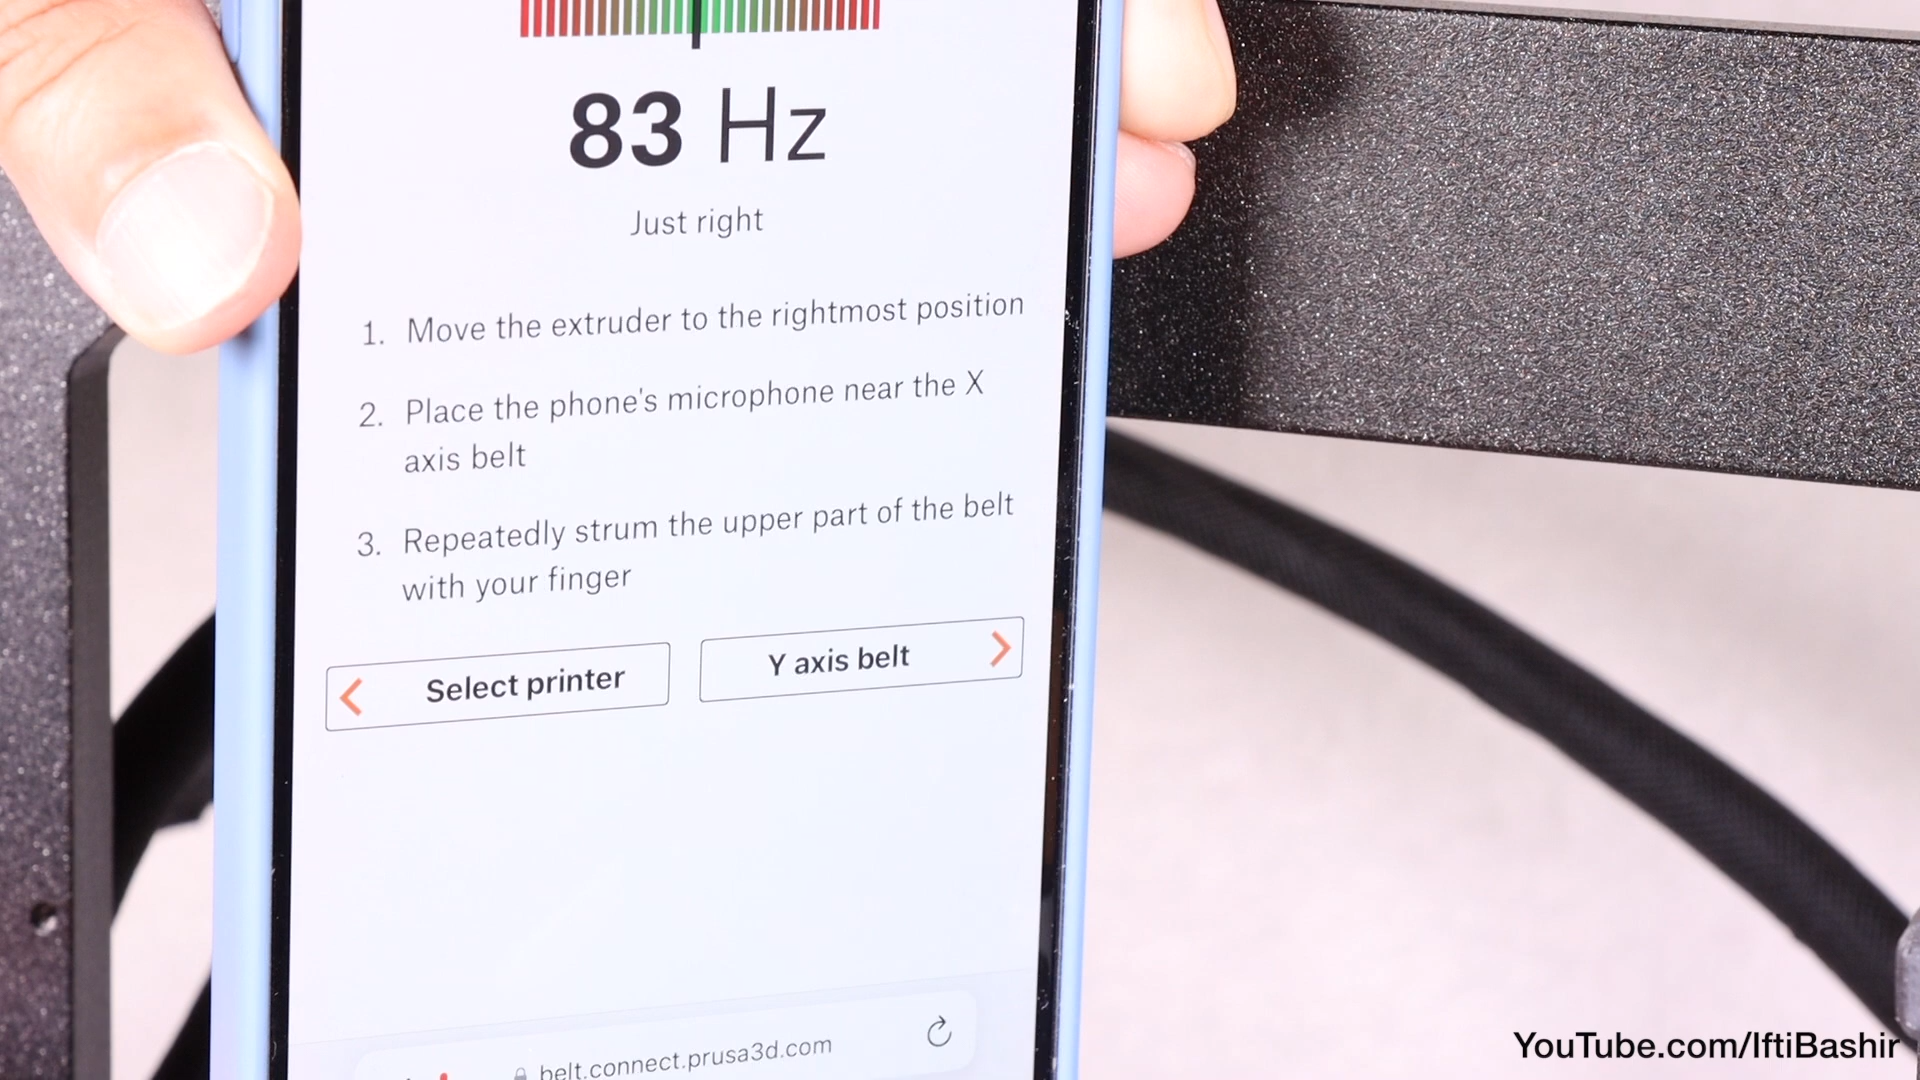 83 Hz
Just right
1. Move the extruder to the rightmost position
2. Place the phone's microphone near the X
axis belt
3. Repeatedly strum the upper part of the belt
with your finger
Select printer
Y axis belt
belt.connect.prusa3d.com
YouTube.com/IftiBashir